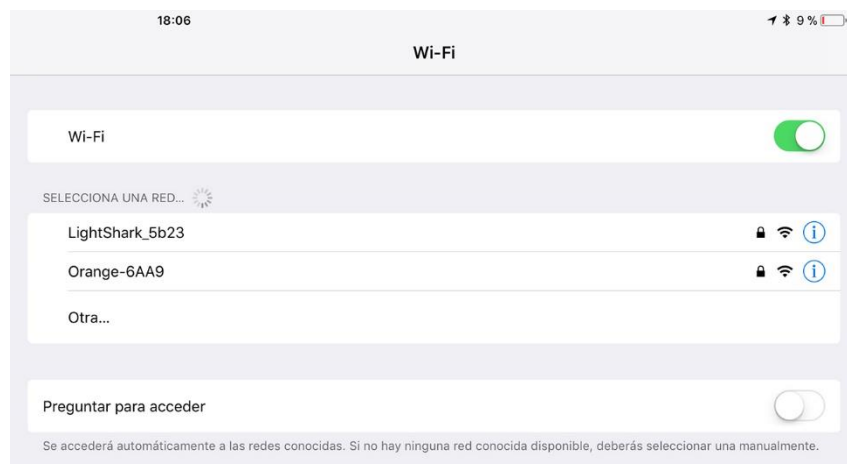 18:06
9 %
Wi-Fi
Wi-Fi
SELECCIONA UNA RED...
LightShark_5b23
Orange-6AA9
Otra...
Preguntar para acceder
Se accederá automáticamente a las redes conocidas. Si no hay ninguna red conocida disponible, deberás seleccionar una manualmente.